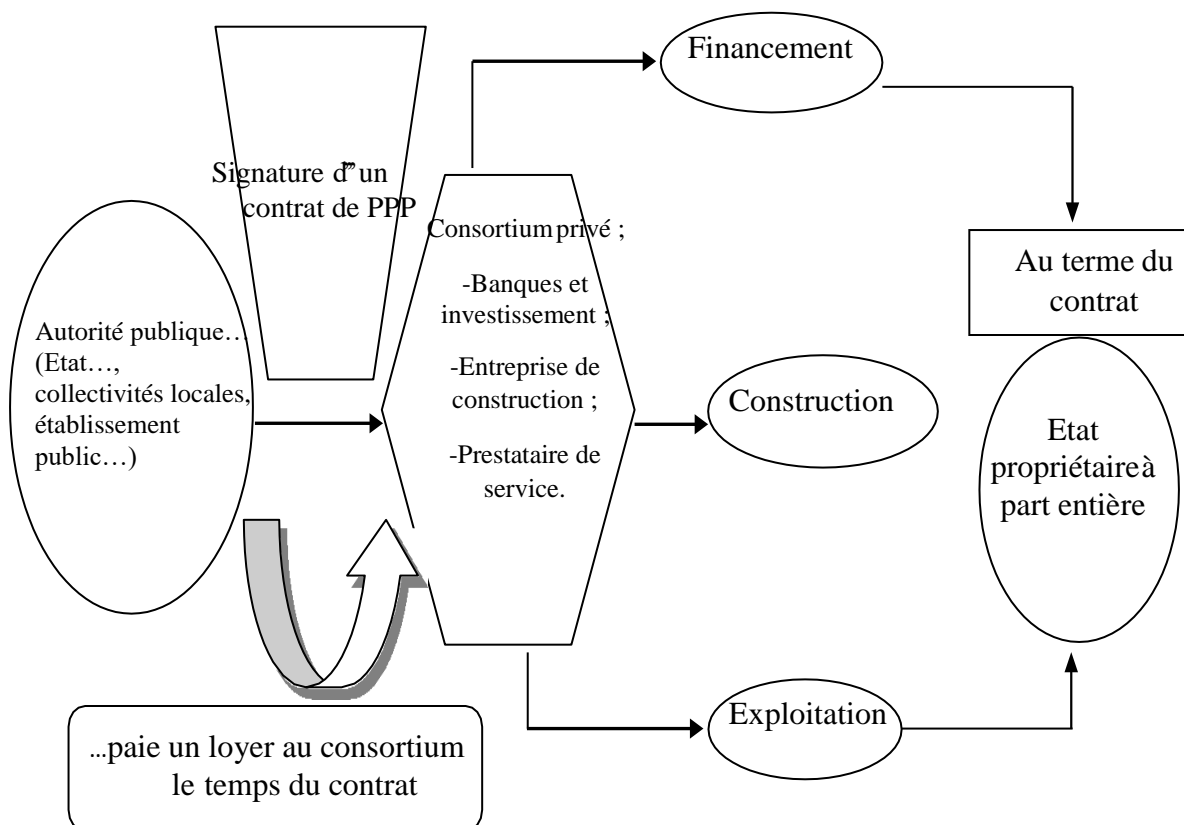 Financement
Signature d'''un
contrat de PPP
Consortium privé ;
-Banques et
investissement ;
-Entreprise de
construction ;
-Prestataire de
service.
Autorité publique…
(Etat…,
collectivités locales,
établissement
public…)
Construction
Au terme du
contrat
Etat
propriétaire à
part entière
Exploitation
...paie un loyer au consortium
le temps du contrat